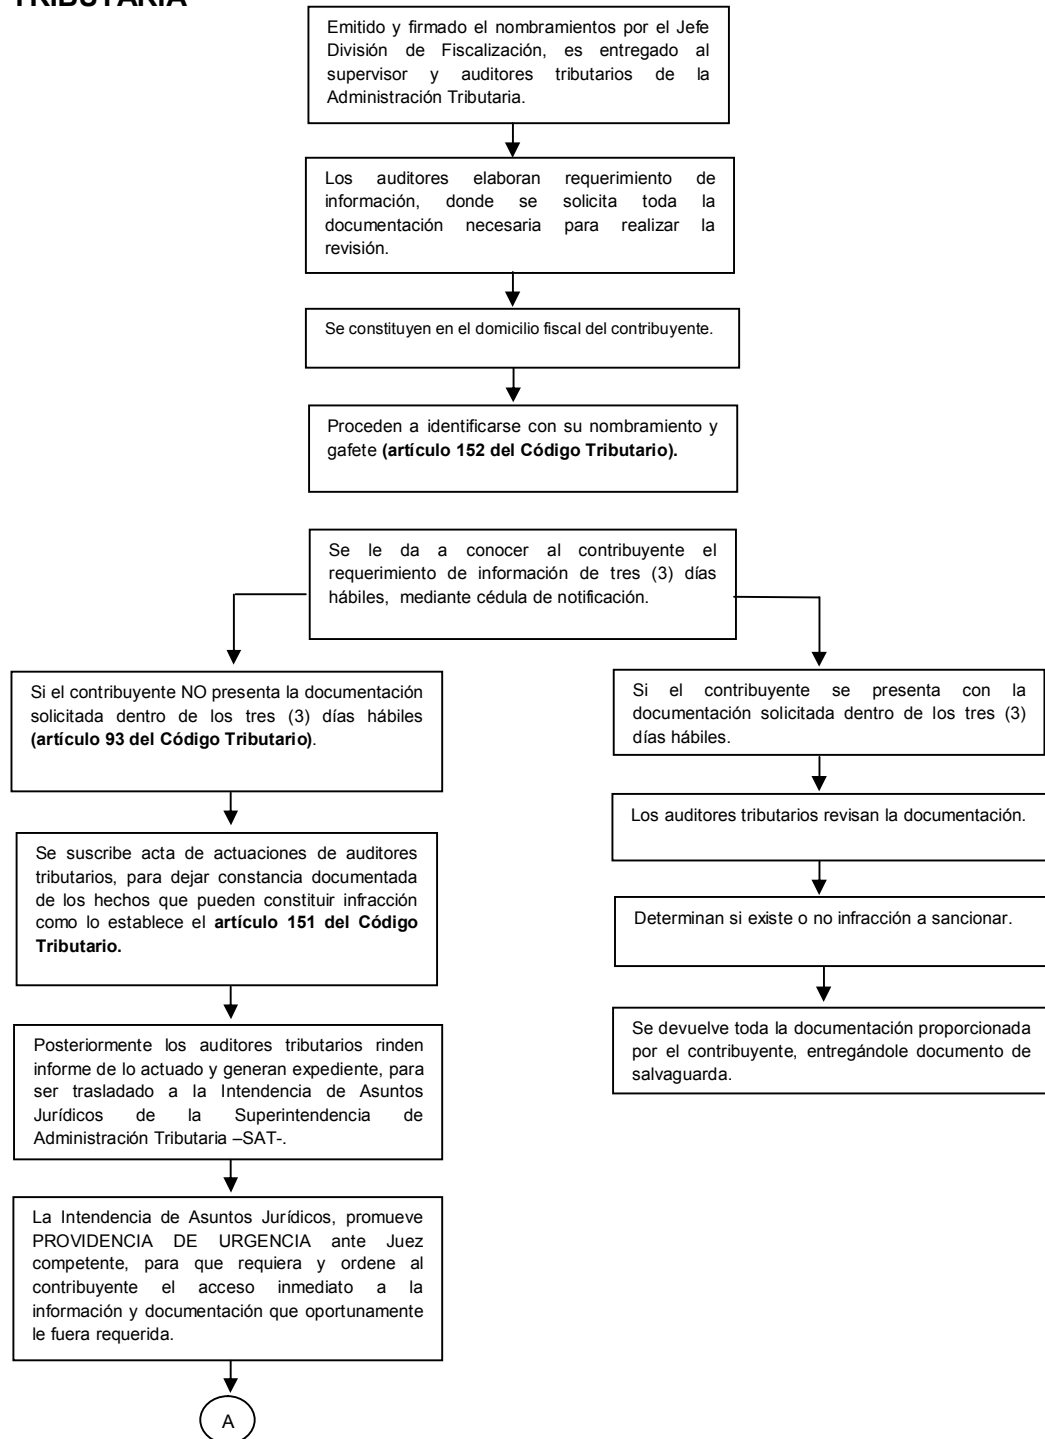 TRIBUTARIA
Emitido y firmado el nombramientos por el Jefe
División de Fiscalización, es entregado al
supervisor y auditores tributarios de la
Administración Tributaria.
Los auditores elaboran requerimiento de
información, donde se solicita toda la
documentación necesaria para realizar la
revisión.
Se constituyen en el domicilio fiscal del contribuyente.
Proceden a identificarse con su nombramiento y
gafete (artículo 152 del Código Tributario).
Se le da a conocer al contribuyente el
requerimiento de información de tres (3) días
hábiles, mediante cédula de notificación.
Si el contribuyente NO presenta la documentación
solicitada dentro de los tres (3) días hábiles
(artículo 93 del Código Tributario).
Se suscribe acta de actuaciones de auditores
tributarios, para dejar constancia documentada
de los hechos que pueden constituir infracción
como lo establece el artículo 151 del Código
Tributario.
Posteriormente los auditores tributarios rinden
informe de lo actuado y generan expediente, para
ser trasladado a la Intendencia de Asuntos
Jurídicos de la Superintendencia de
Administración Tributaria –SAT-.
La Intendencia de Asuntos Jurídicos, promueve
PROVIDENCIA DE URGENCIA ante Juez
competente, para que requiera y ordene al
contribuyente el acceso inmediato a la
información y documentación que oportunamente
le fuera requerida.
A
Si el contribuyente se presenta con la
documentación solicitada dentro de los tres (3)
días hábiles.
Los auditores tributarios revisan la documentación.
Determinan si existe o no infracción a sancionar.
Se devuelve toda la documentación proporcionada
por el contribuyente, entregándole documento de
salvaguarda.